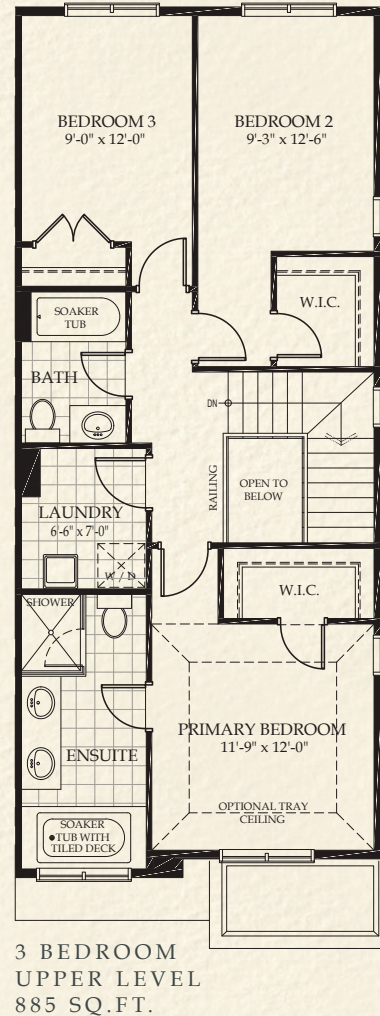 BEDROOM 3
9'-0" x 12'-0"
BEDROOM 2
9'-3" x 12'-6"
W.I.C.
SOAKER
TUB
BATH
DN
RAILING
OPEN TO
BELOW
LAUNDRY
6'-6" x 7'-0"
W / D
W.I.C.
SHOWER
PRIMARY BEDROOM
11'-9" x 12'-0"
ENSUITE
OPTIONAL TRAY
CEILING
SOAKER
TUB WITH
TILED DECK
3 BEDROOM
UPPER LEVEL
885 SQ.FT.